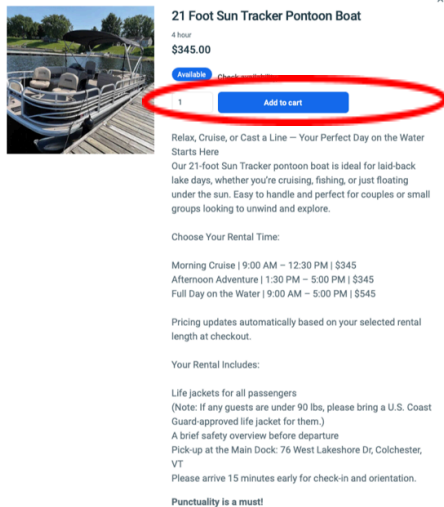 21 Foot Sun Tracker Pontoon Boat
4 hour
$345.00
Available Check availability
1 Add to cart
Relax, Cruise, or Cast a Line — Your Perfect Day on the Water
Starts Here
Our 21-foot Sun Tracker pontoon boat is ideal for laid-back
lake days, whether you're cruising, fishing, or just floating
under the sun. Easy to handle and perfect for couples or small
groups looking to unwind and explore.
Choose Your Rental Time:
Morning Cruise | 9:00 AM – 12:30 PM | $345
Afternoon Adventure | 1:30 PM – 5:00 PM | $345
Full Day on the Water | 9:00 AM – 5:00 PM | $545
Pricing updates automatically based on your selected rental
length at checkout.
Your Rental Includes:
Life jackets for all passengers
(Note: If any guests are under 90 lbs, please bring a U.S. Coast
Guard-approved life jacket for them.)
A brief safety overview before departure
Pick-up at the Main Dock: 76 West Lakeshore Dr, Colchester,
VT
Please arrive 15 minutes early for check-in and orientation.
Punctuality is a must!